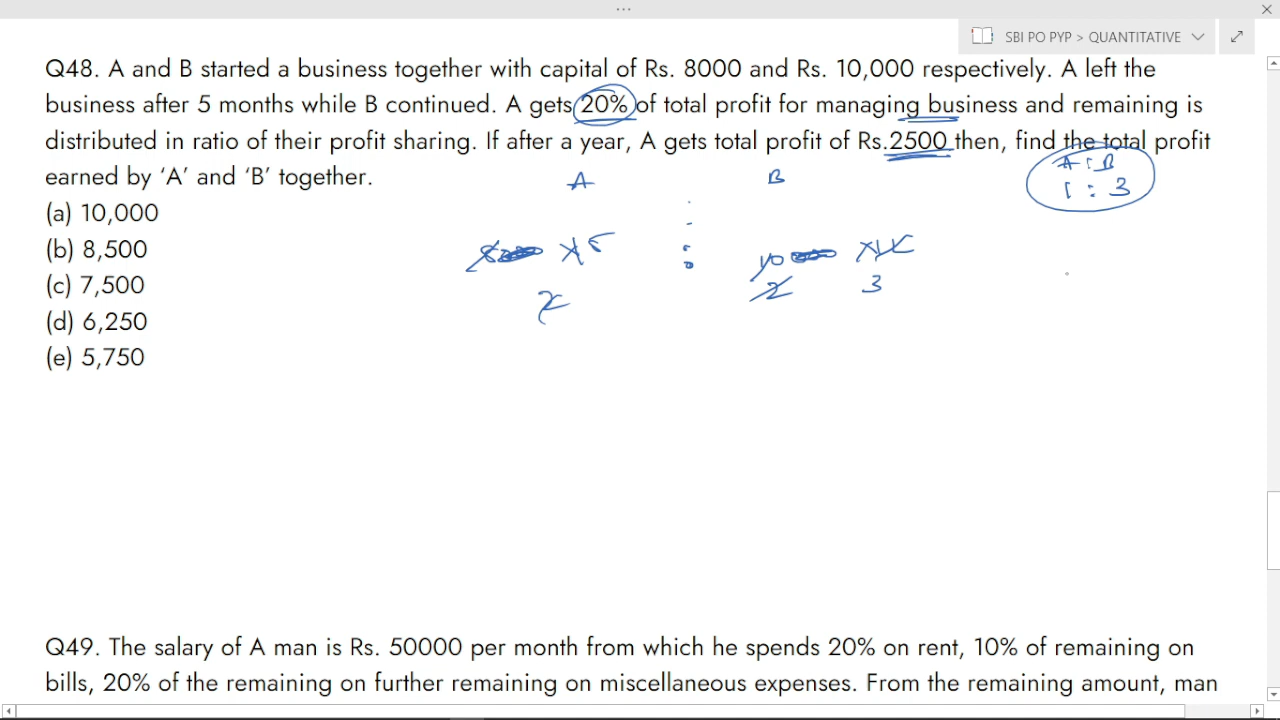 SBI PO PYP > QUANTITATIVE
Q48. A and B started a business together with capital of Rs. 8000 and Rs. 10,000 respectively. A left the
business after 5 months while B continued. A gets 20% of total profit for managing business and remaining is
distributed in ratio of their profit sharing. If after a year, A gets total profit of Rs.2500 then, find the total profit
earned by ‘A’ and ‘B’ together.
A : B
1 : 3
A B
(a) 10,000
(b) 8,500
(c) 7,500
(d) 6,250
(e) 5,750
x 5 : 10
2 2 3
Q49. The salary of A man is Rs. 50000 per month from which he spends 20% on rent, 10% of remaining on
bills, 20% of the remaining on further remaining on miscellaneous expenses. From the remaining amount, man